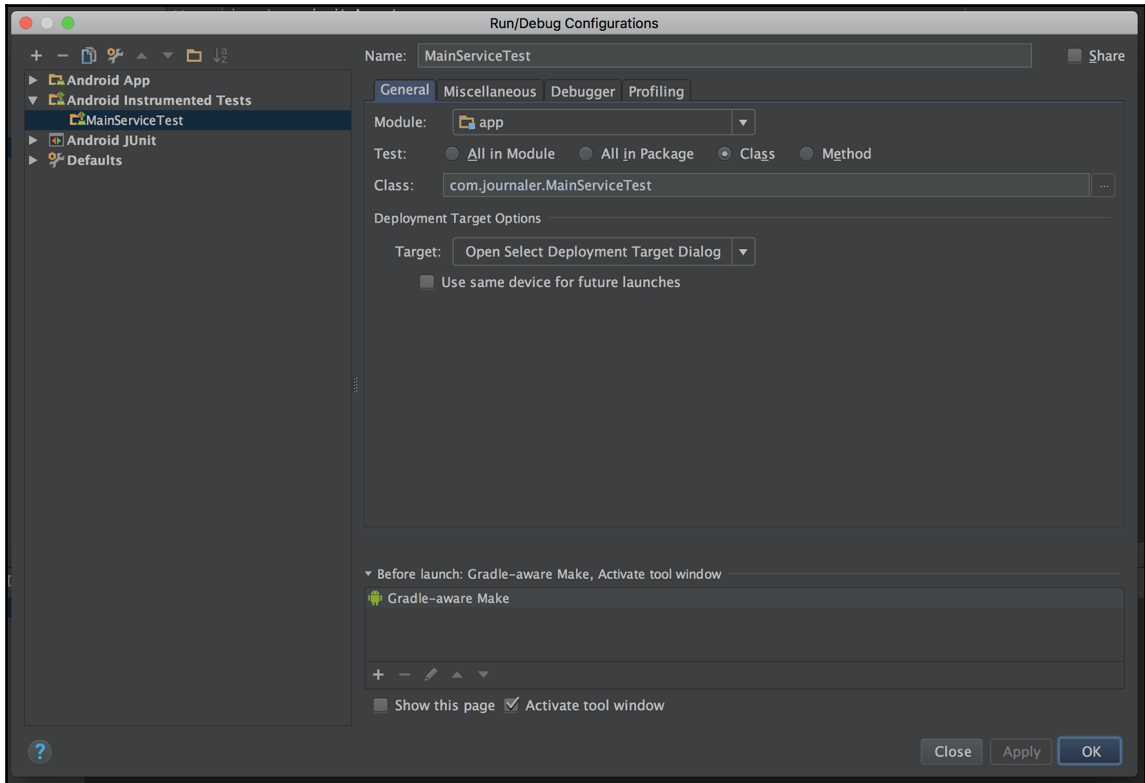 Run/Debug Configurations
Name: MainServiceTest Share
Android App
Android Instrumented Tests
MainServiceTest
Android JUnit
Defaults
General Miscellaneous Debugger Profiling
Module: app
Test: All in Module All in Package Class Method
Class: com.journaler.MainServiceTest ...
Deployment Target Options
Target: Open Select Deployment Target Dialog
Use same device for future launches
Before launch: Gradle-aware Make, Activate tool window
Gradle-aware Make
Show this page Activate tool window
? Close Apply OK